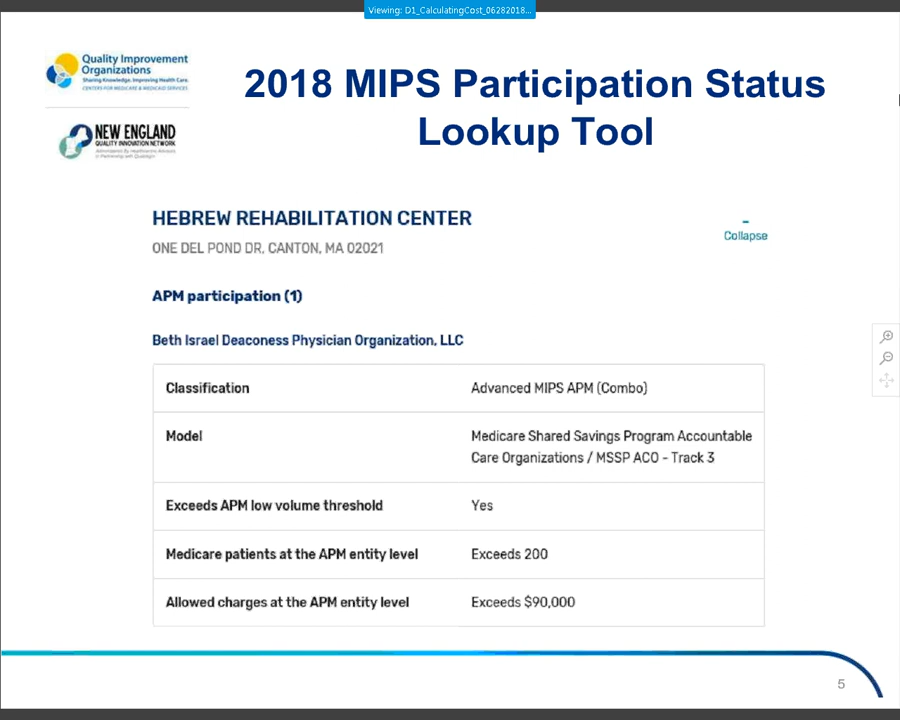 Viewing: D1_CalculatingCost_06282018...
Quality Improvement
Organizations
Sharing Knowledge. Improving Health Care.
CENTERS FOR MEDICARE & MEDICAID SERVICES
NEW ENGLAND
QUALITY INNOVATION NETWORK
2018 MIPS Participation Status
Lookup Tool
HEBREW REHABILITATION CENTER
ONE DEL POND DR, CANTON, MA 02021
Collapse
APM participation (1)
Beth Israel Deaconess Physician Organization, LLC
Classification Advanced MIPS APM (Combo)
Model Medicare Shared Savings Program Accountable
Care Organizations / MSSP ACO - Track 3
Exceeds APM low volume threshold Yes
Medicare patients at the APM entity level Exceeds 200
Allowed charges at the APM entity level Exceeds $90,000
5